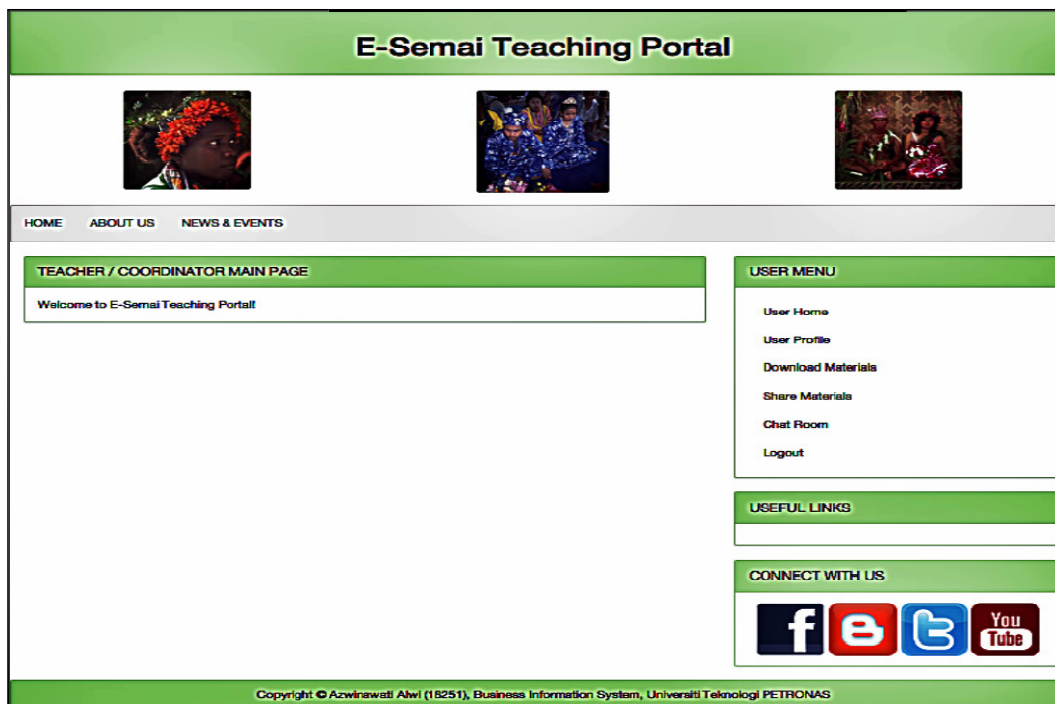 E-Semai Teaching Portal
HOME ABOUT US NEWS & EVENTS
TEACHER / COORDINATOR MAIN PAGE
Welcome to E-Semai Teaching Portal!
USER MENU
User Home
User Profile
Download Materials
Share Materials
Chat Room
Logout
USEFUL LINKS
CONNECT WITH US
You
Tube
Copyright © Azwinawati Alwi (18251), Business Information System, Universiti Teknologi PETRONAS